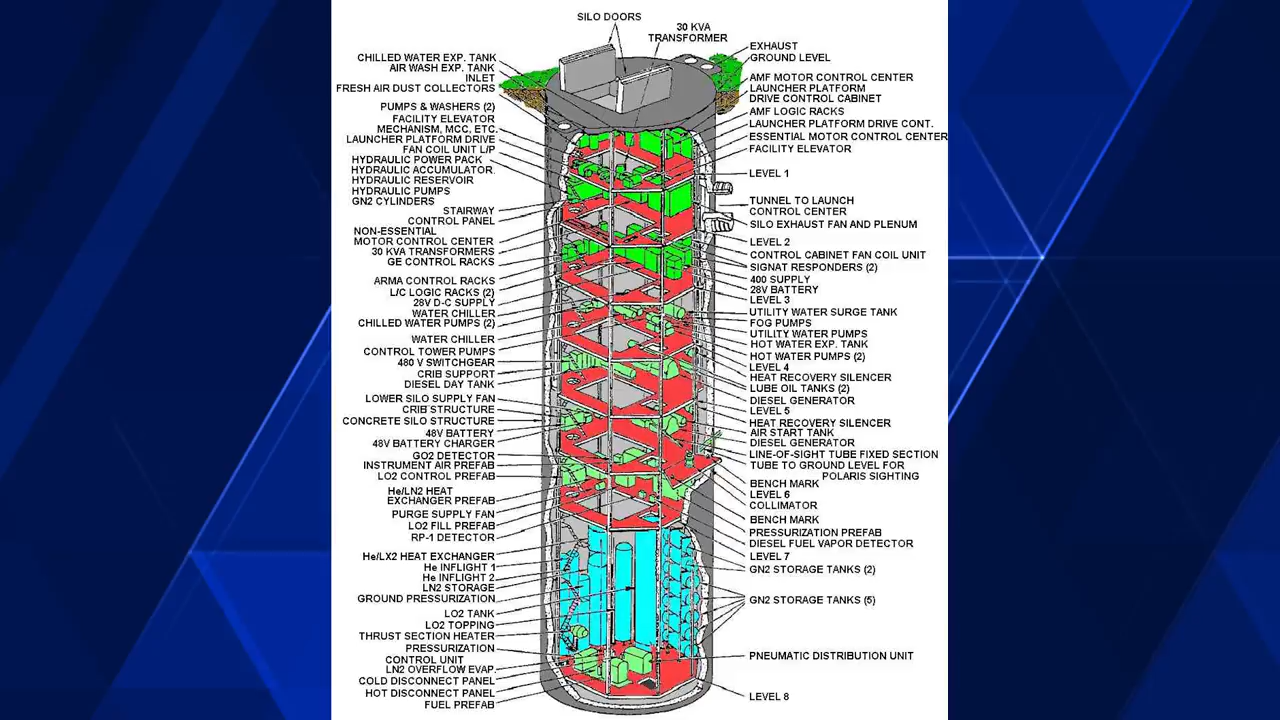 SILO DOORS
30 KVA
TRANSFORMER
CHILLED WATER EXP. TANK
AIR WASH EXP. TANK
INLET
FRESH AIR DUST COLLECTORS
PUMPS & WASHERS (2)
FACILITY ELEVATOR
MECHANISM, MCC, ETC.
LAUNCHER PLATFORM DRIVE
FAN COIL UNIT L/P
HYDRAULIC POWER PACK
HYDRAULIC ACCUMULATOR
HYDRAULIC RESERVOIR
HYDRAULIC PUMPS
GN2 CYLINDERS
STAIRWAY
CONTROL PANEL
NON-ESSENTIAL
MOTOR CONTROL CENTER
30 KVA TRANSFORMERS
GE CONTROL RACKS
ARMA CONTROL RACKS
L/C LOGIC RACKS (2)
28V D-C SUPPLY
WATER CHILLER
CHILLED WATER PUMPS (2)
WATER CHILLER
CONTROL TOWER PUMPS
480 V SWITCHGEAR
CRIB SUPPORT
DIESEL DAY TANK
LOWER SILO SUPPLY FAN
CRIB STRUCTURE
CONCRETE SILO STRUCTURE
48V BATTERY
48V BATTERY CHARGER
GO2 DETECTOR
INSTRUMENT AIR PREFAB
LO2 CONTROL PREFAB
He/LN2 HEAT
EXCHANGER PREFAB
PURGE SUPPLY FAN
LO2 FILL PREFAB
RP-1 DETECTOR
He/LX2 HEAT EXCHANGER
He INFLIGHT 1
He INFLIGHT 2
LN2 STORAGE
GROUND PRESSURIZATION
LO2 TANK
LO2 TOPPING
THRUST SECTION HEATER
PRESSURIZATION
CONTROL UNIT
LN2 OVERFLOW EVAP.
COLD DISCONNECT PANEL
HOT DISCONNECT PANEL
FUEL PREFAB
EXHAUST
GROUND LEVEL
AMF MOTOR CONTROL CENTER
LAUNCHER PLATFORM
DRIVE CONTROL CABINET
AMF LOGIC RACKS
LAUNCHER PLATFORM DRIVE CONT.
ESSENTIAL MOTOR CONTROL CENTER
FACILITY ELEVATOR
LEVEL 1
TUNNEL TO LAUNCH
CONTROL CENTER
SILO EXHAUST FAN AND PLENUM
LEVEL 2
CONTROL CABINET FAN COIL UNIT
SIGNAT RESPONDERS (2)
400 SUPPLY
28V BATTERY
LEVEL 3
UTILITY WATER SURGE TANK
FOG PUMPS
UTILITY WATER PUMPS
HOT WATER EXP. TANK
HOT WATER PUMPS (2)
LEVEL 4
HEAT RECOVERY SILENCER
LUBE OIL TANKS (2)
DIESEL GENERATOR
LEVEL 5
HEAT RECOVERY SILENCER
AIR START TANK
DIESEL GENERATOR
LINE-OF-SIGHT TUBE FIXED SECTION
TUBE TO GROUND LEVEL FOR
POLARIS SIGHTING
BENCH MARK
LEVEL 6
COLLIMATOR
BENCH MARK
PRESSURIZATION PREFAB
DIESEL FUEL VAPOR DETECTOR
LEVEL 7
GN2 STORAGE TANKS (2)
GN2 STORAGE TANKS (5)
PNEUMATIC DISTRIBUTION UNIT
LEVEL 8